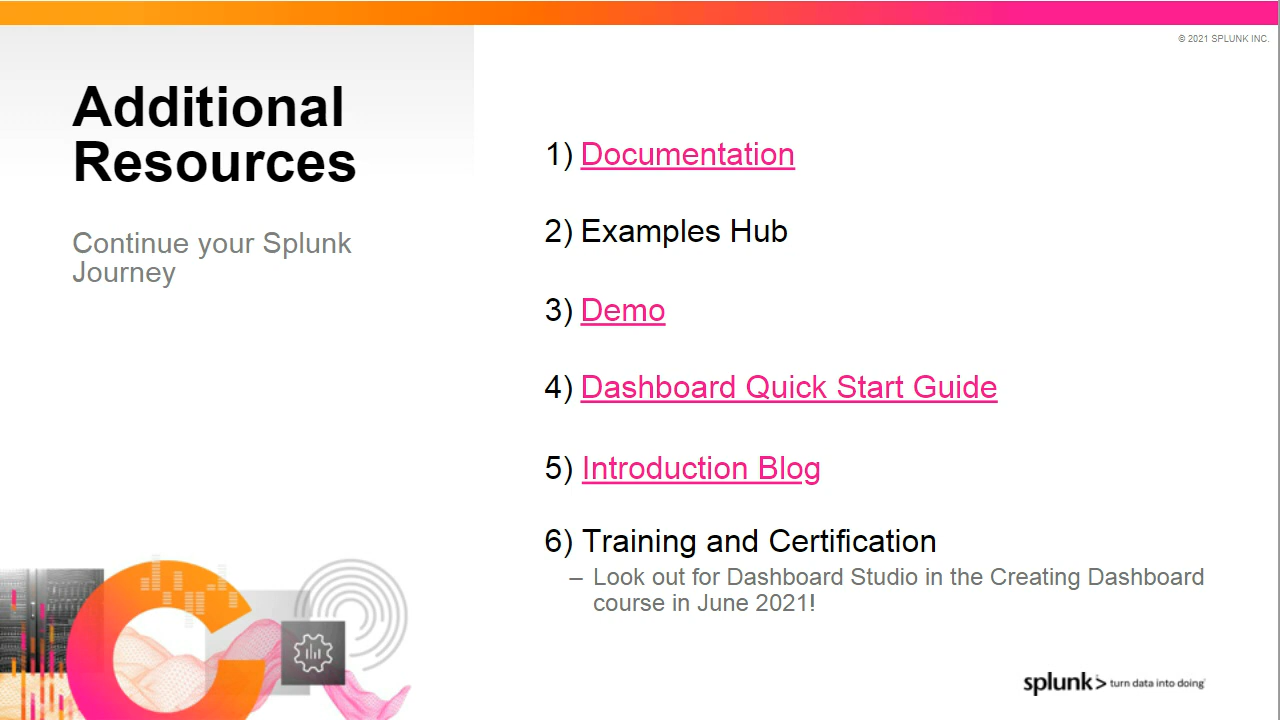 © 2021 SPLUNK INC.
Additional
Resources
Continue your Splunk
Journey
1) Documentation
2) Examples Hub
3) Demo
4) Dashboard Quick Start Guide
5) Introduction Blog
6) Training and Certification
– Look out for Dashboard Studio in the Creating Dashboard
course in June 2021!
splunk> turn data into doing